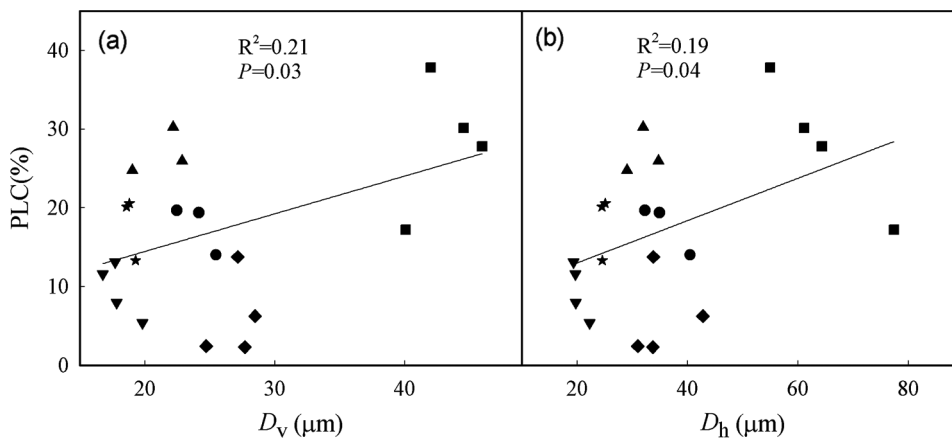 (a)
R²=0.21
P=0.03
(b)
R²=0.19
P=0.04
PLC(%)
40
30
20
10
0
20 30 40
20 40 60 80
Dv (μm)
Dh (μm)